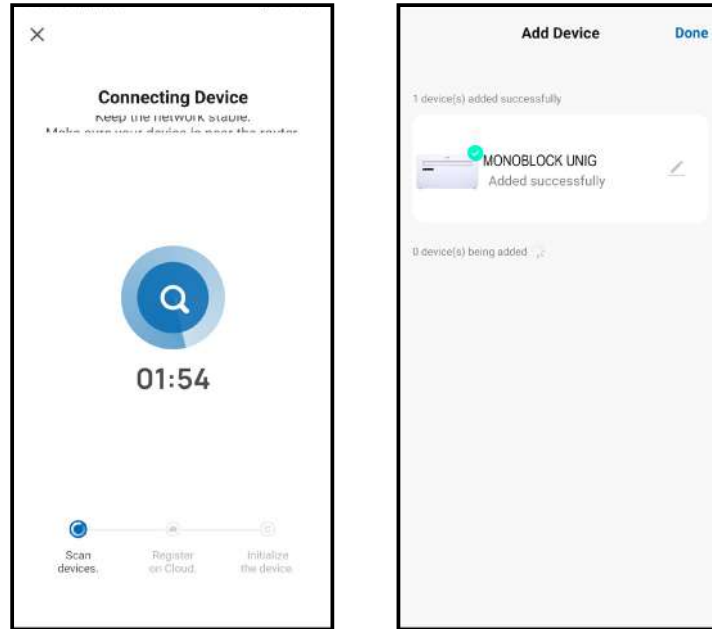 Connecting Device
Keep the network stable.
Make sure your device is near the router
01:54
Scan
devices.
Register
on Cloud.
Initialize
the device
Add Device
Done
1 device(s) added successfully
MONOBLOCK UNIG
Added successfully
0 device(s) being added